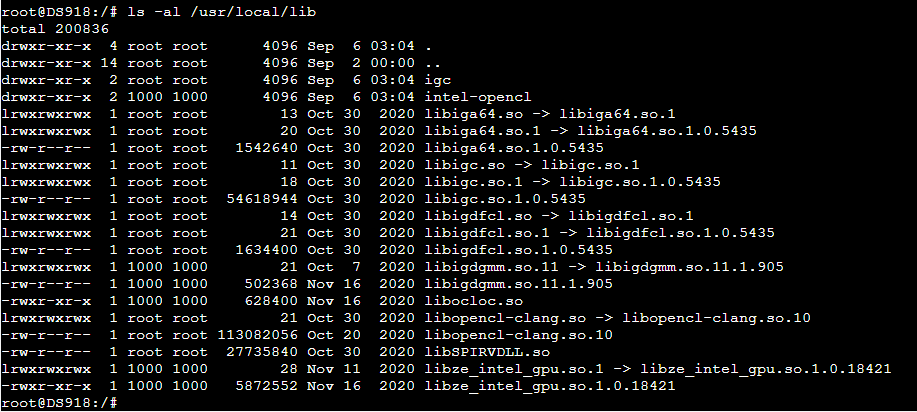 root@DS918:/# ls -al /usr/local/lib
total 200836
drwxr-xr-x  4 root root      4096 Sep  6 03:04 .
drwxr-xr-x 14 root root      4096 Sep  2 00:00 ..
drwxr-xr-x  2 root root      4096 Sep  6 03:04 igc
drwxr-xr-x  2 1000 1000      4096 Sep  6 03:04 intel-opencl
lrwxrwxrwx  1 root root        13 Oct 30  2020 libiga64.so -> libiga64.so.1
lrwxrwxrwx  1 root root        20 Oct 30  2020 libiga64.so.1 -> libiga64.so.1.0.5435
-rw-r--r--  1 root root   1542640 Oct 30  2020 libiga64.so.1.0.5435
lrwxrwxrwx  1 root root        11 Oct 30  2020 libigc.so -> libigc.so.1
lrwxrwxrwx  1 root root        18 Oct 30  2020 libigc.so.1 -> libigc.so.1.0.5435
-rw-r--r--  1 root root  54618944 Oct 30  2020 libigc.so.1.0.5435
lrwxrwxrwx  1 root root        14 Oct 30  2020 libigdfcl.so -> libigdfcl.so.1
lrwxrwxrwx  1 root root        21 Oct 30  2020 libigdfcl.so.1 -> libigdfcl.so.1.0.5435
-rw-r--r--  1 root root   1634400 Oct 30  2020 libigdfcl.so.1.0.5435
lrwxrwxrwx  1 1000 1000        21 Oct  7  2020 libigdgmm.so.11 -> libigdgmm.so.11.1.905
-rw-r--r--  1 1000 1000    502368 Nov 16  2020 libigdgmm.so.11.1.905
-rwxr-xr-x  1 1000 1000    628400 Nov 16  2020 libocloc.so
lrwxrwxrwx  1 root root        21 Oct 30  2020 libopencl-clang.so -> libopencl-clang.so.10
-rw-r--r--  1 root root 113082056 Oct 20  2020 libopencl-clang.so.10
-rw-r--r--  1 root root  27735840 Oct 30  2020 libSPIRVDLL.so
lrwxrwxrwx  1 1000 1000        28 Nov 11  2020 libze_intel_gpu.so.1 -> libze_intel_gpu.so.1.0.18421
-rwxr-xr-x  1 1000 1000   5872552 Nov 16  2020 libze_intel_gpu.so.1.0.18421
root@DS918:/#